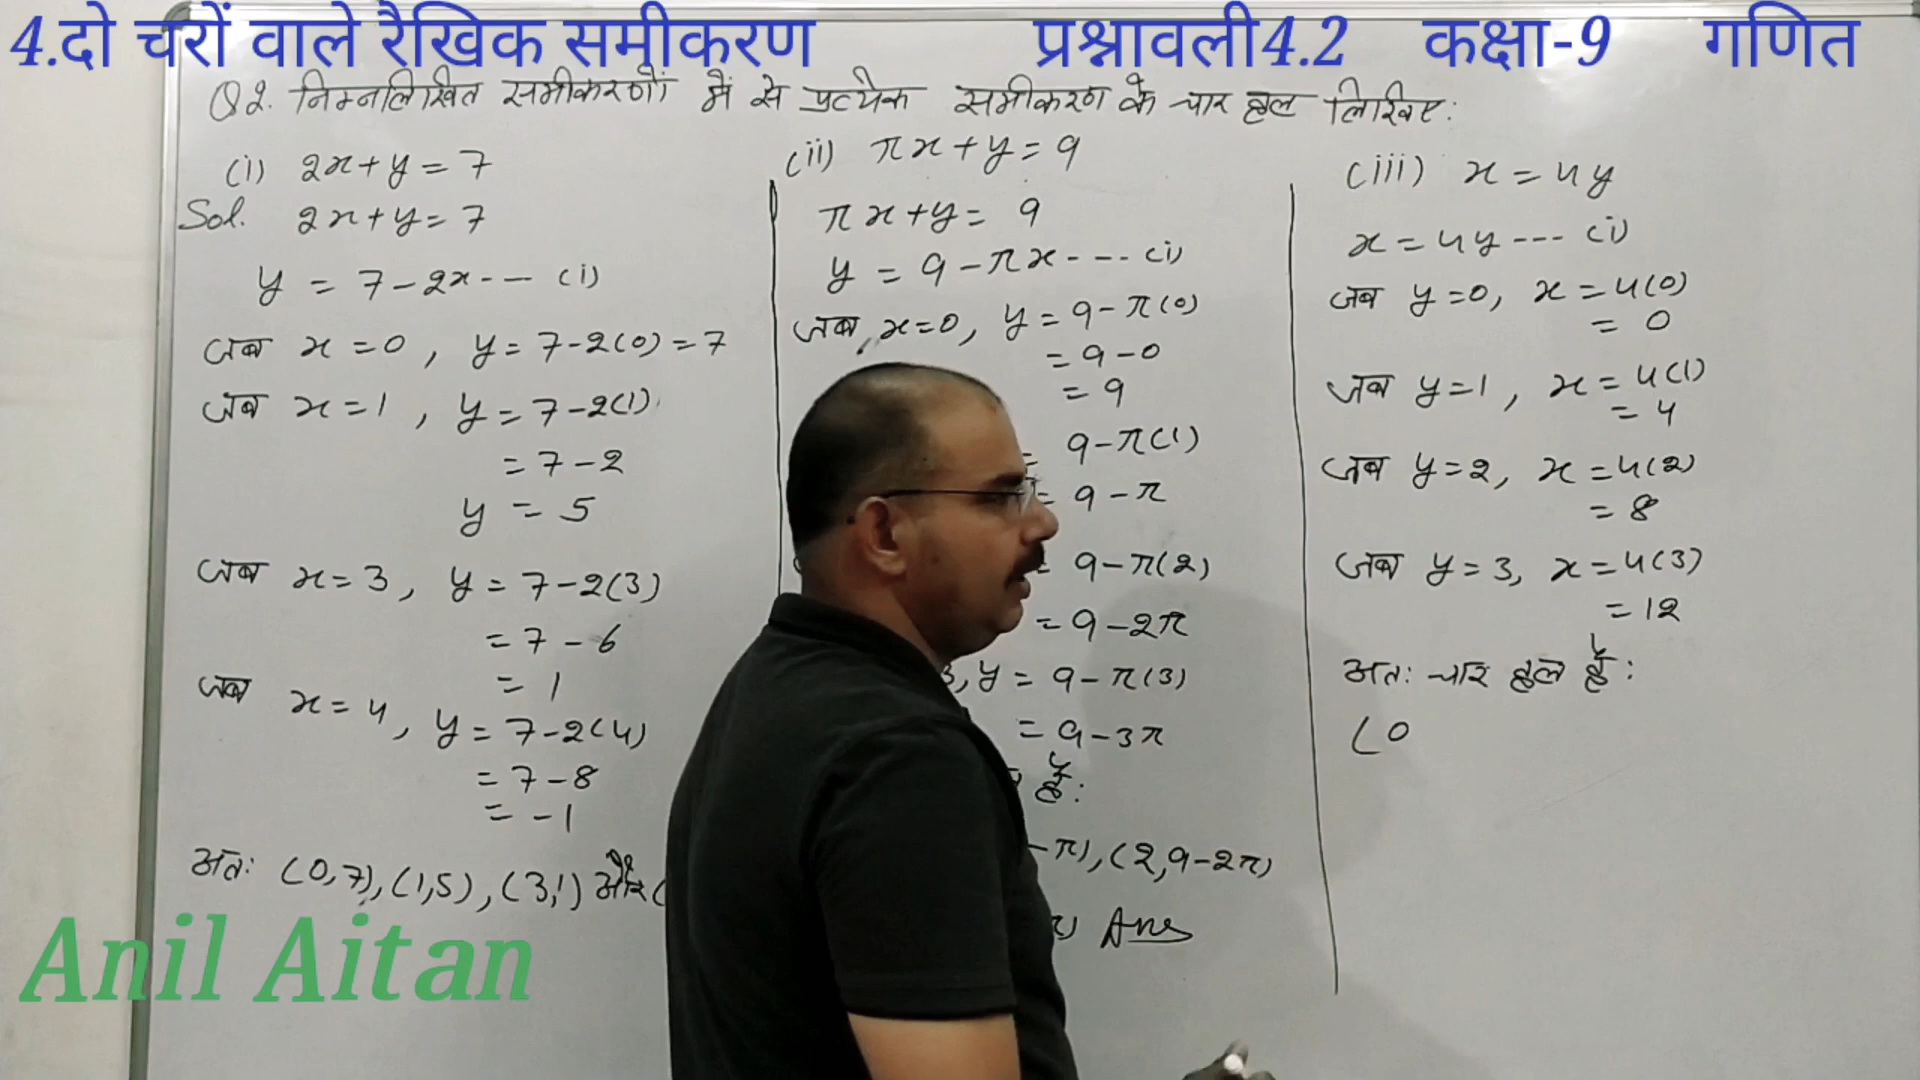 4.दो चरों वाले रैखिक समीकरण प्रश्नावली4.2 कक्षा-9 गणित
Q2. निम्नलिखित समीकरणों में से प्रत्येक समीकरण के चार हल लिखिए:
(i) 2x+y=7
Sol. 2x+y=7
y = 7-2x--- (i)
जब x=0, y=7-2(0)=7
जब x=1, y=7-2(1)
=7-2
y = 5
जब x=3, y=7-2(3)
=7-6
= 1
जब x=4, y=7-2(4)
=7-8
= -1
अतः (0,7),(1,5),(3,1) और (
(ii) πx+y=9
πx+y=9
y = 9-πx---(i)
जब x=0, y=9-π(0)
=9-0
=9
= 9-π(1)
= 9-π
= 9-π(2)
=9-2π
3, y= 9-π(3)
=9-3π
हैं:
-π),(2,9-2π)
Ans
(iii) x=4y
x=4y---(i)
जब y=0, x=4(0)
= 0
जब y=1, x=4(1)
=4
जब y=2, x=4(2)
=8
जब y=3, x=4(3)
=12
अतः चार हल हैं:
(0
Anil Aitan